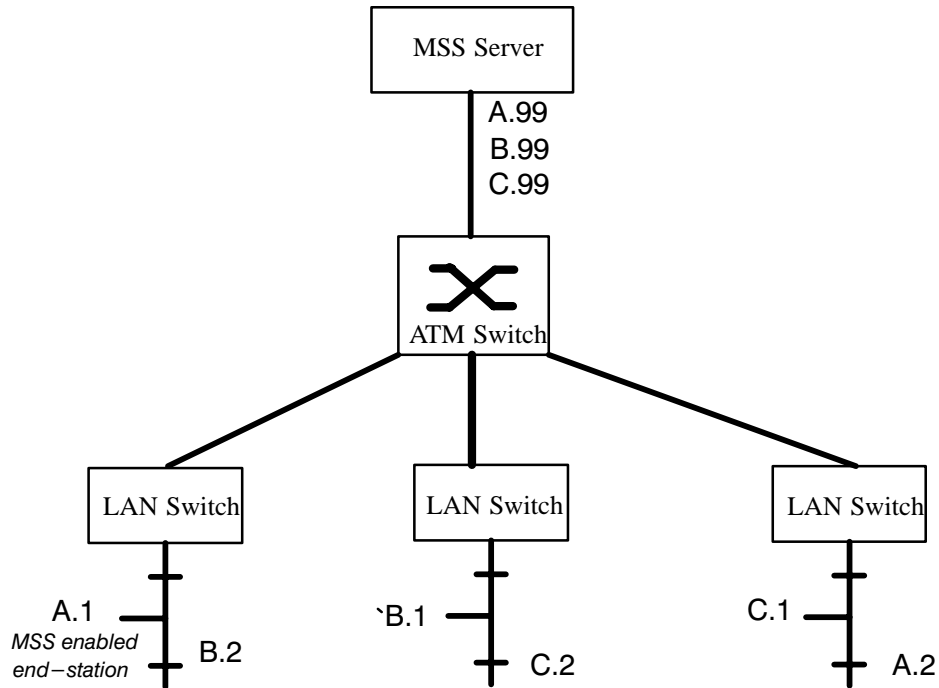 MSS Server
A.99
B.99
C.99
ATM Switch
LAN Switch
LAN Switch
LAN Switch
A.1
MSS enabled
end−station
B.2
`B.1
C.2
C.1
A.2